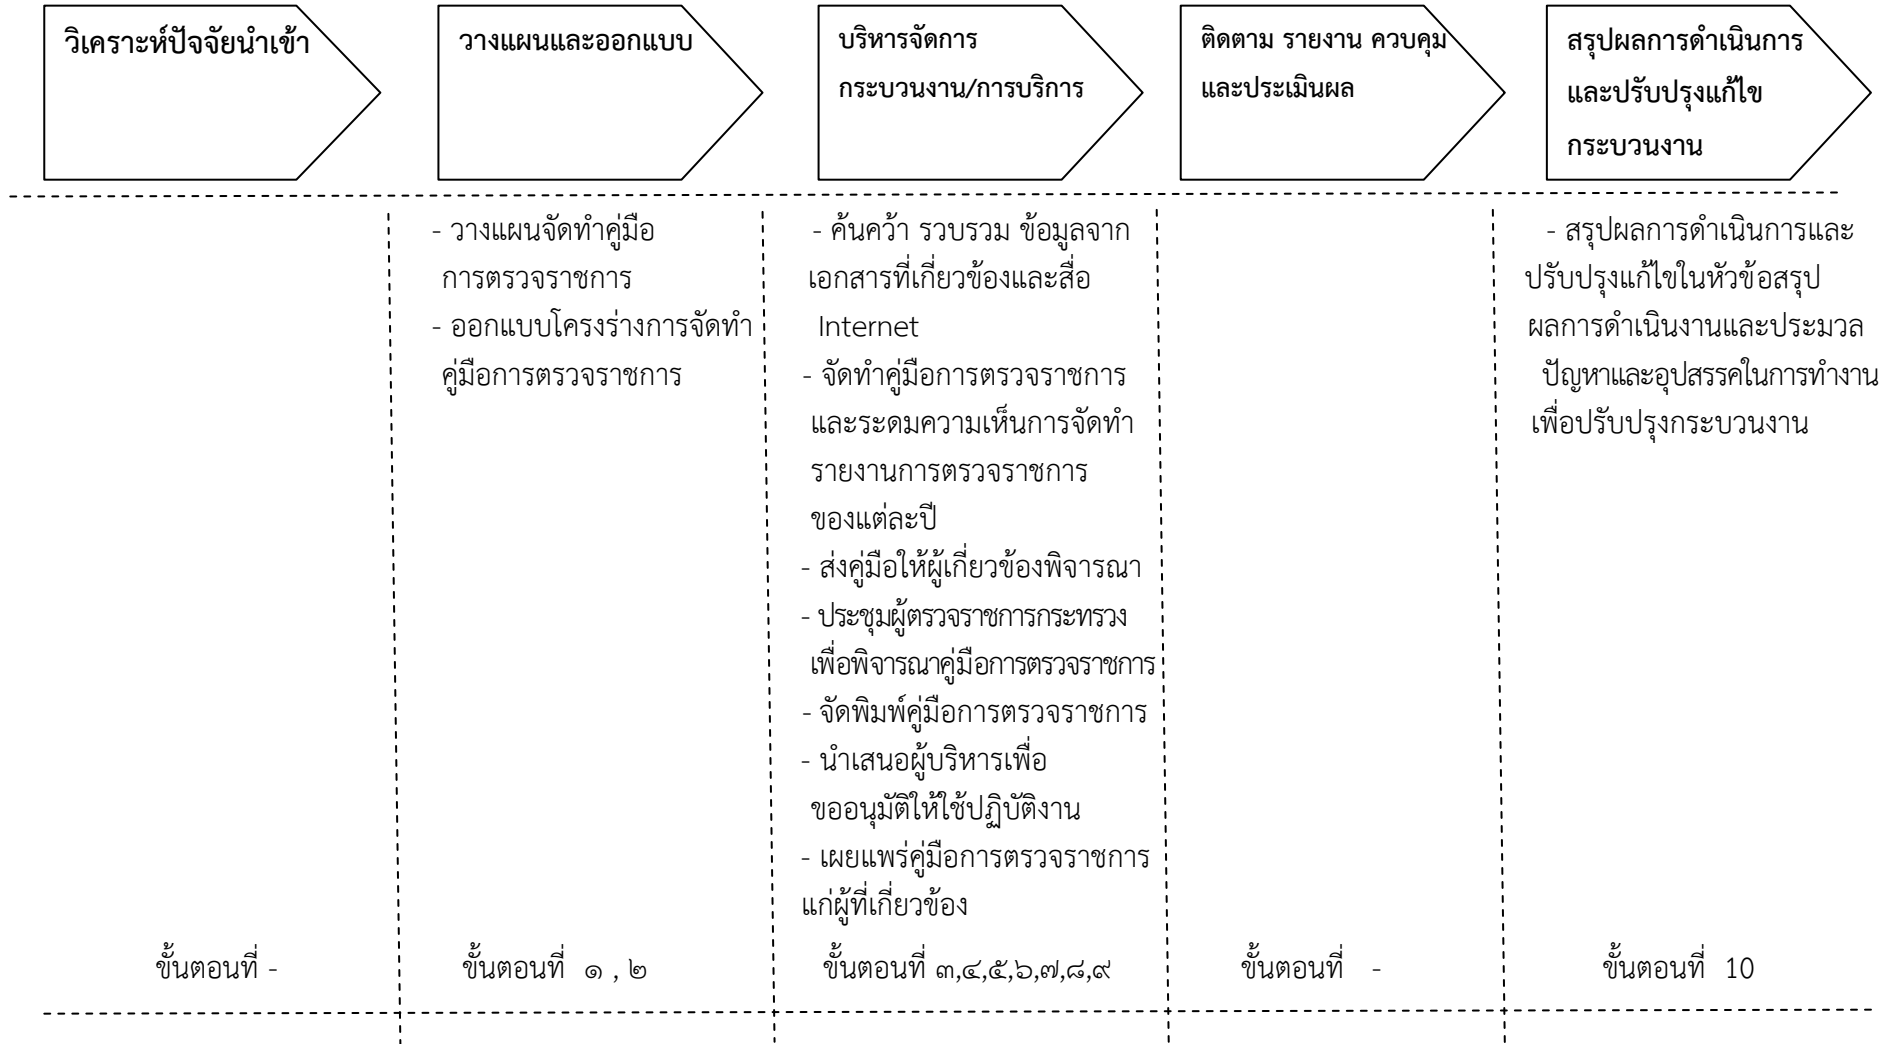 วิเคราะห์ปัจจัยนำเข้า
วางแผนและออกแบบ
บริหารจัดการ
กระบวนงาน/การบริการ
ติดตาม รายงาน ควบคุม
และประเมินผล
สรุปผลการดำเนินการ
และปรับปรุงแก้ไข
กระบวนงาน
- วางแผนจัดทำคู่มือ
การตรวจราชการ
- ออกแบบโครงร่างการจัดทำ
คู่มือการตรวจราชการ
- ค้นคว้า รวบรวม ข้อมูลจาก
เอกสารที่เกี่ยวข้องและสื่อ
Internet
- จัดทำคู่มือการตรวจราชการ
และระดมความเห็นการจัดทำ
รายงานการตรวจราชการ
ของแต่ละปี
- ส่งคู่มือให้ผู้เกี่ยวข้องพิจารณา
- ประชุมผู้ตรวจราชการกระทรวง
เพื่อพิจารณาคู่มือการตรวจราชการ
- จัดพิมพ์คู่มือการตรวจราชการ
- นำเสนอผู้บริหารเพื่อ
ขออนุมัติให้ใช้ปฏิบัติงาน
- เผยแพร่คู่มือการตรวจราชการ
แก่ผู้ที่เกี่ยวข้อง
- สรุปผลการดำเนินการและ
ปรับปรุงแก้ไขในหัวข้อสรุป
ผลการดำเนินงานและประมวล
ปัญหาและอุปสรรคในการทำงาน
เพื่อปรับปรุงกระบวนงาน
ขั้นตอนที่ -
ขั้นตอนที่ ๑ , ๒
ขั้นตอนที่ ๓,๔,๕,๖,๗,๘,๙
ขั้นตอนที่ -
ขั้นตอนที่ 10